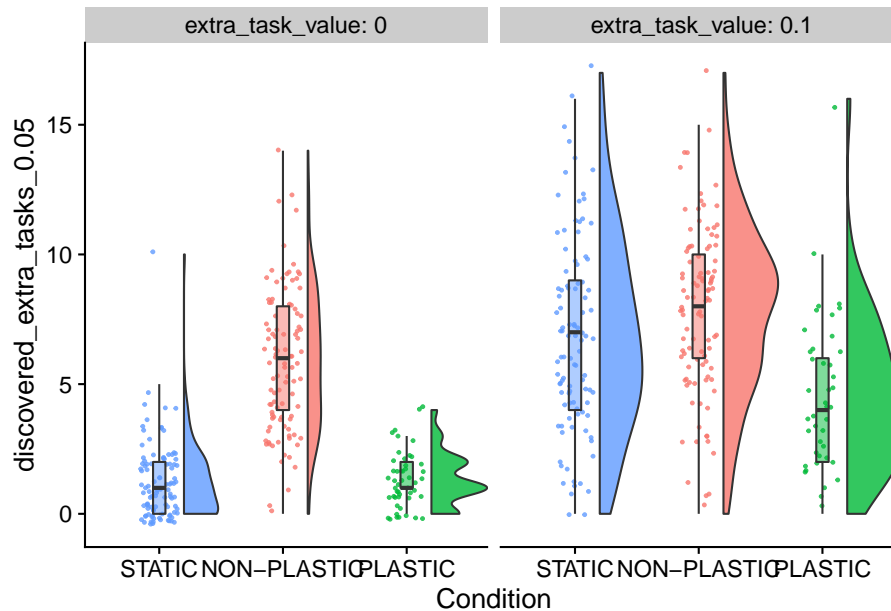 extra_task_value: 0
extra_task_value: 0.1
discovered_extra_tasks_0.05
15
10
5
0
STATIC NON−PLASTIC PLASTIC
STATIC NON−PLASTIC PLASTIC
Condition